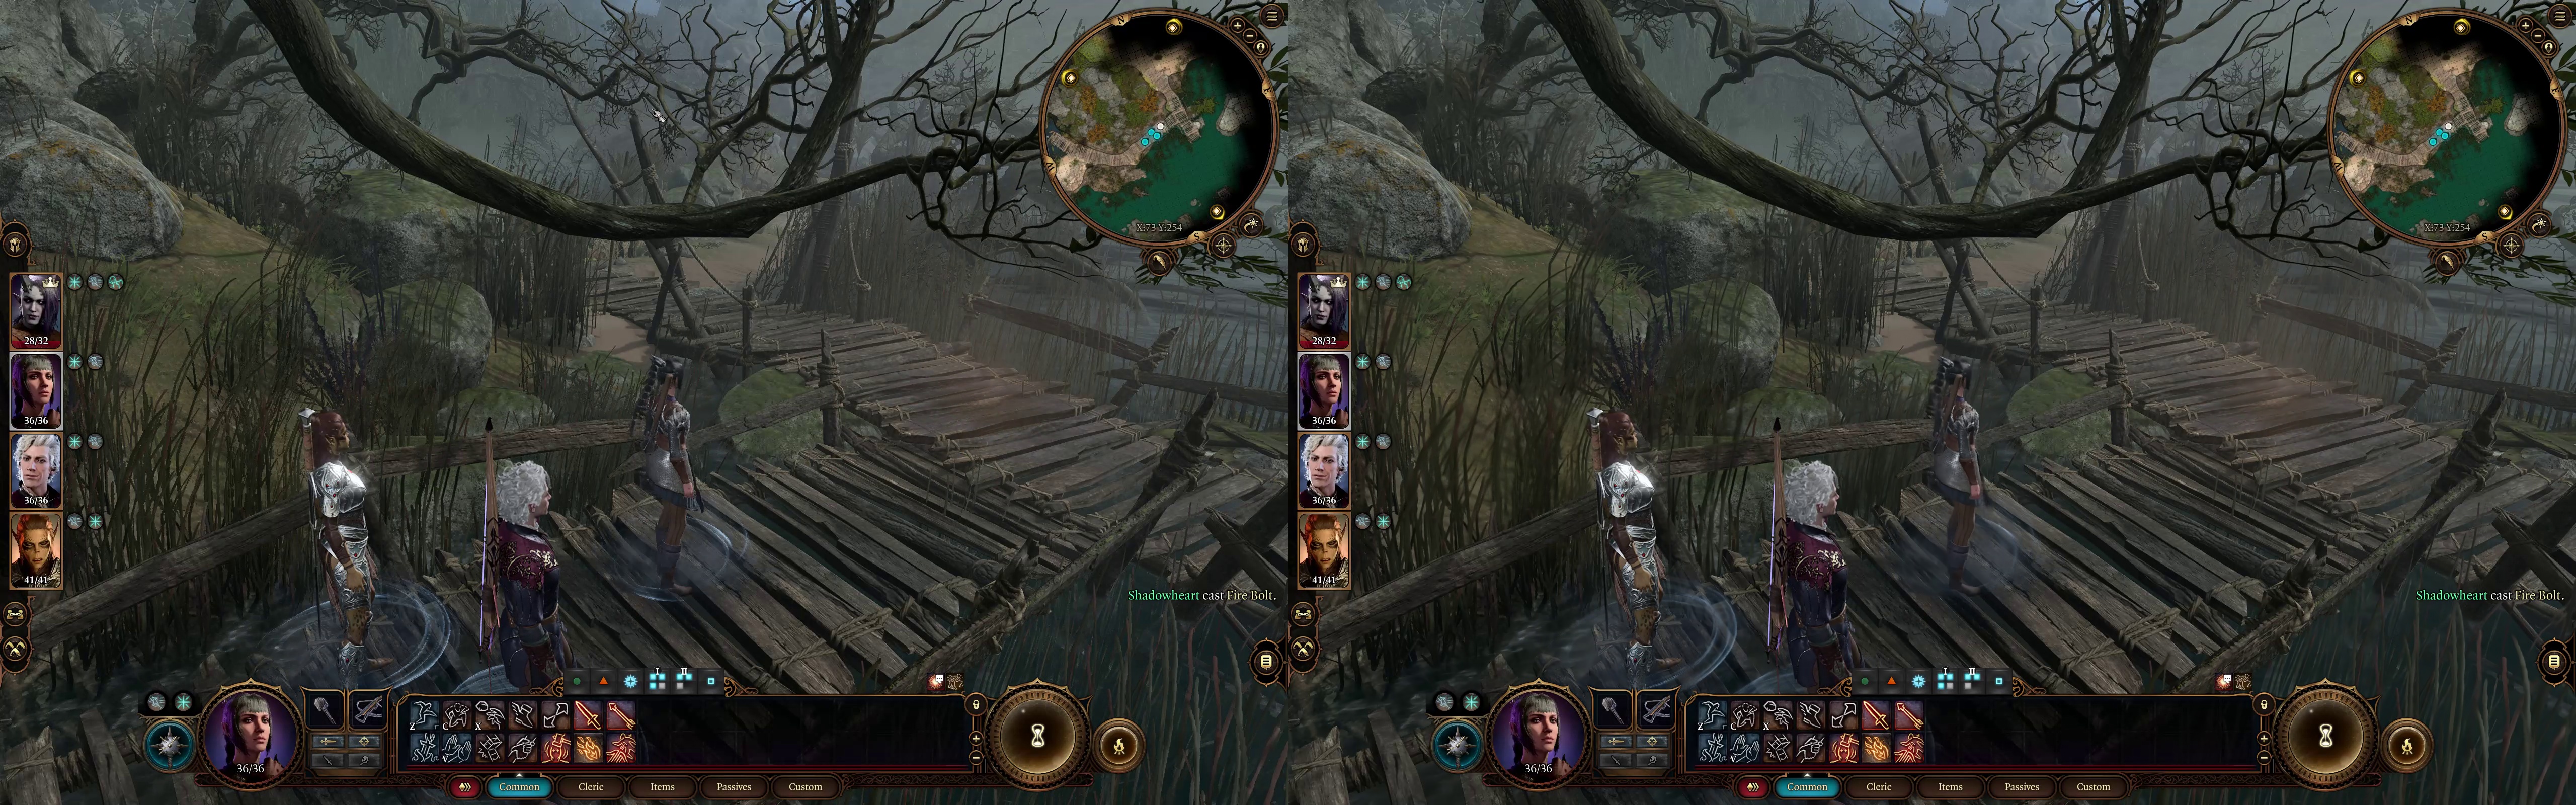 N
X:73 Y:254
S
28/32
36/36
36/36
41/41
Shadowheart cast Fire Bolt.
I
II
36/36
Z
C
X
V
Common
Cleric
Items
Passives
Custom
N
X:73 Y:254
S
28/32
36/36
36/36
41/41
Shadowheart cast Fire Bolt.
I
II
36/36
Z
C
X
V
Common
Cleric
Items
Passives
Custom